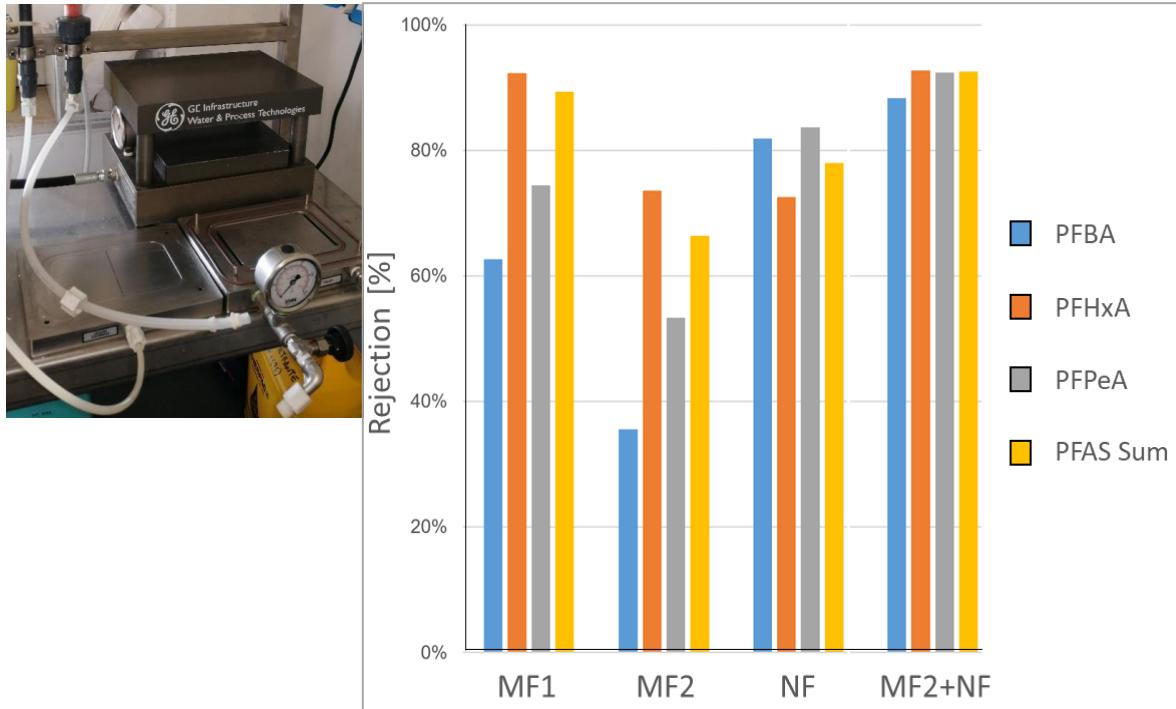 GE Infrastructure
Water & Process Technologies
100%
80%
60%
40%
20%
0%
Rejection [%]
MF1
MF2
NF
MF2+NF
PFBA
PFHxA
PFPeA
PFAS Sum